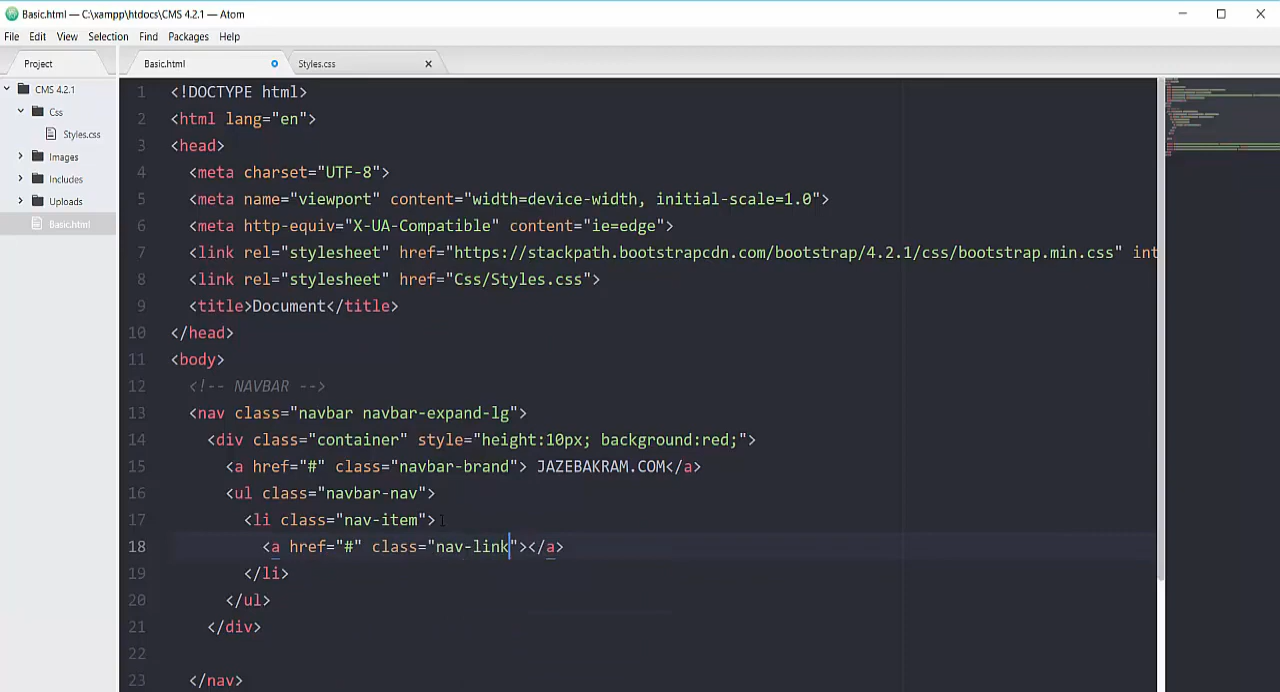 Basic.html — C:\xampp\htdocs\CMS 4.2.1 — Atom
File Edit View Selection Find Packages Help
Project
Basic.html
Styles.css
CMS 4.2.1
Css
Styles.css
Images
Includes
Uploads
Basic.html
1 <!DOCTYPE html>
2 <html lang="en">
3 <head>
4 <meta charset="UTF-8">
5 <meta name="viewport" content="width=device-width, initial-scale=1.0">
6 <meta http-equiv="X-UA-Compatible" content="ie=edge">
7 <link rel="stylesheet" href="https://stackpath.bootstrapcdn.com/bootstrap/4.2.1/css/bootstrap.min.css" int
8 <link rel="stylesheet" href="Css/Styles.css">
9 <title>Document</title>
10 </head>
11 <body>
12 <!-- NAVBAR -->
13 <nav class="navbar navbar-expand-lg">
14 <div class="container" style="height:10px; background:red;">
15 <a href="#" class="navbar-brand"> JAZEBAKRAM.COM</a>
16 <ul class="navbar-nav">
17 <li class="nav-item">
18 <a href="#" class="nav-link"></a>
19 </li>
20 </ul>
21 </div>
22
23 </nav>